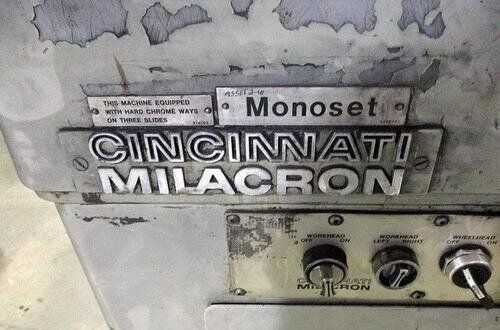 THIS MACHINE EQUIPPED
WITH HARD CHROME WAYS
ON THREE SLIDES
Monoset
CINCINNATI
MILACRON
WORKHEAD
OFF ON
WORKHEAD
LEFT RIGHT
WHEELHEAD
OFF ON
CINCINNATI
MILACRON